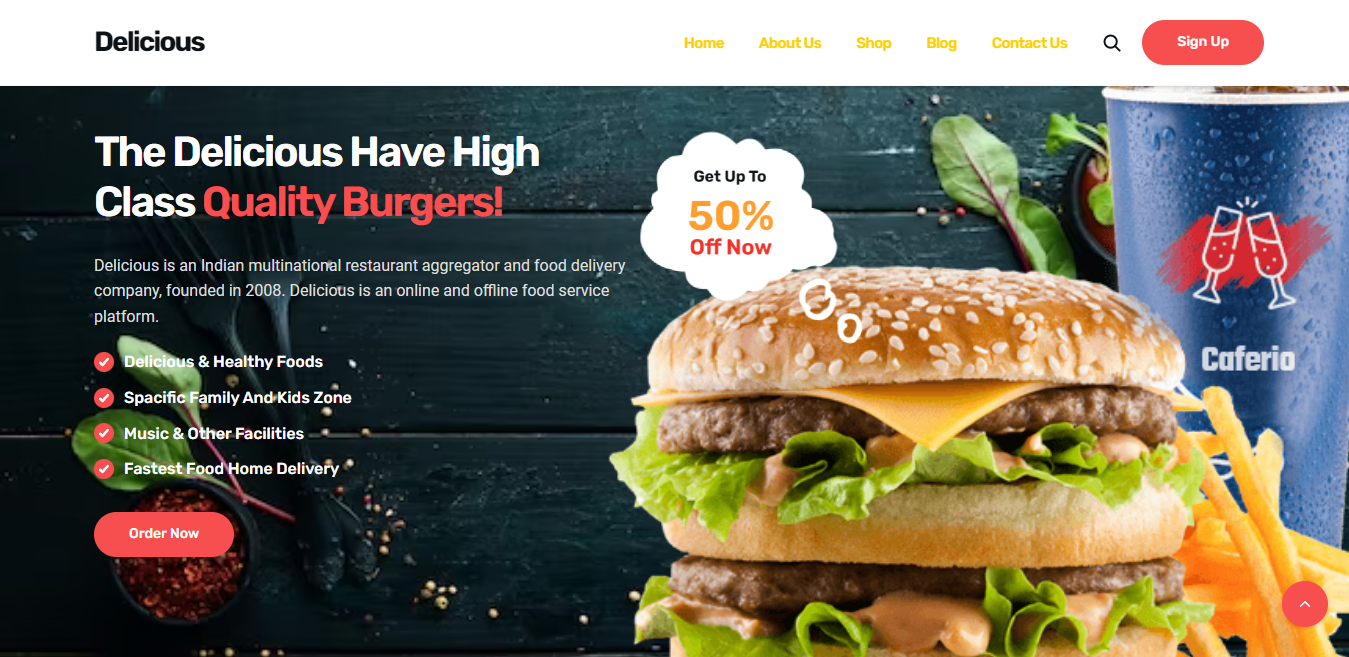 Delicious
Home About Us Shop Blog Contact Us Sign Up
The Delicious Have High
Class Quality Burgers!
Delicious is an Indian multinational restaurant aggregator and food delivery
company, founded in 2008. Delicious is an online and offline food service
platform.
Delicious & Healthy Foods
Spacific Family And Kids Zone
Music & Other Facilities
Fastest Food Home Delivery
Order Now
Get Up To
50%
Off Now
Caferio